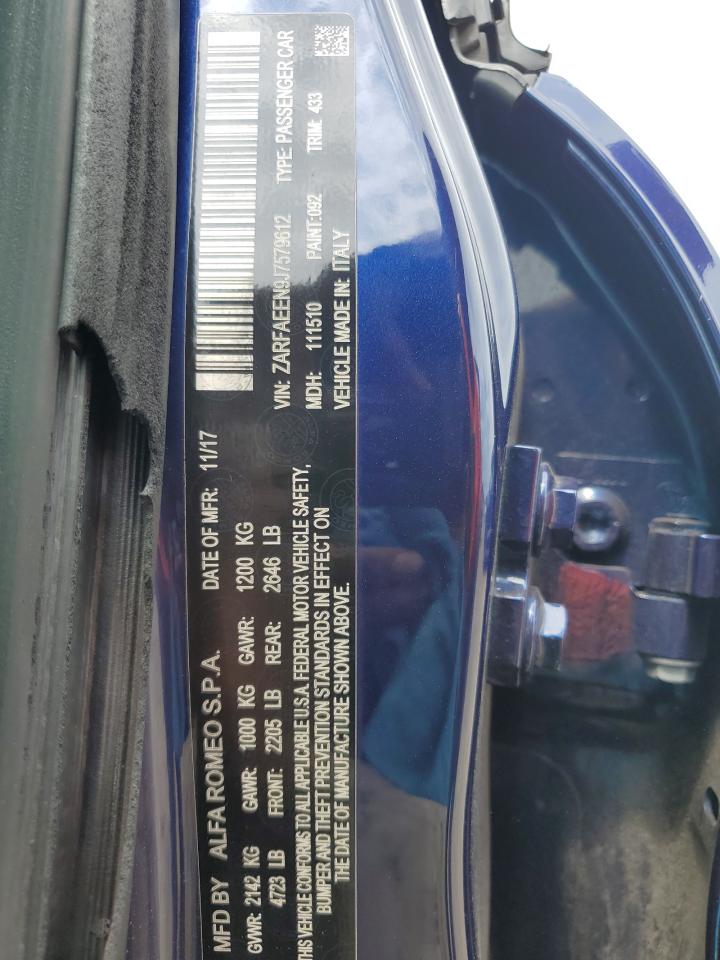 MFD BY ALFA ROMEO S.P.A. DATE OF MFR: 11/17
GVWR: 2142 KG GAWR: 1000 KG GAWR: 1200 KG
4723 LB FRONT: 2205 LB REAR: 2646 LB
THIS VEHICLE CONFORMS TO ALL APPLICABLE U.S.A. FEDERAL MOTOR VEHICLE SAFETY,
BUMPER AND THEFT PREVENTION STANDARDS IN EFFECT ON
THE DATE OF MANUFACTURE SHOWN ABOVE.
VIN: ZARFAEEN9J7579612 TYPE: PASSENGER CAR
MDH: 111510 PAINT:092 TRIM: 433
VEHICLE MADE IN: ITALY